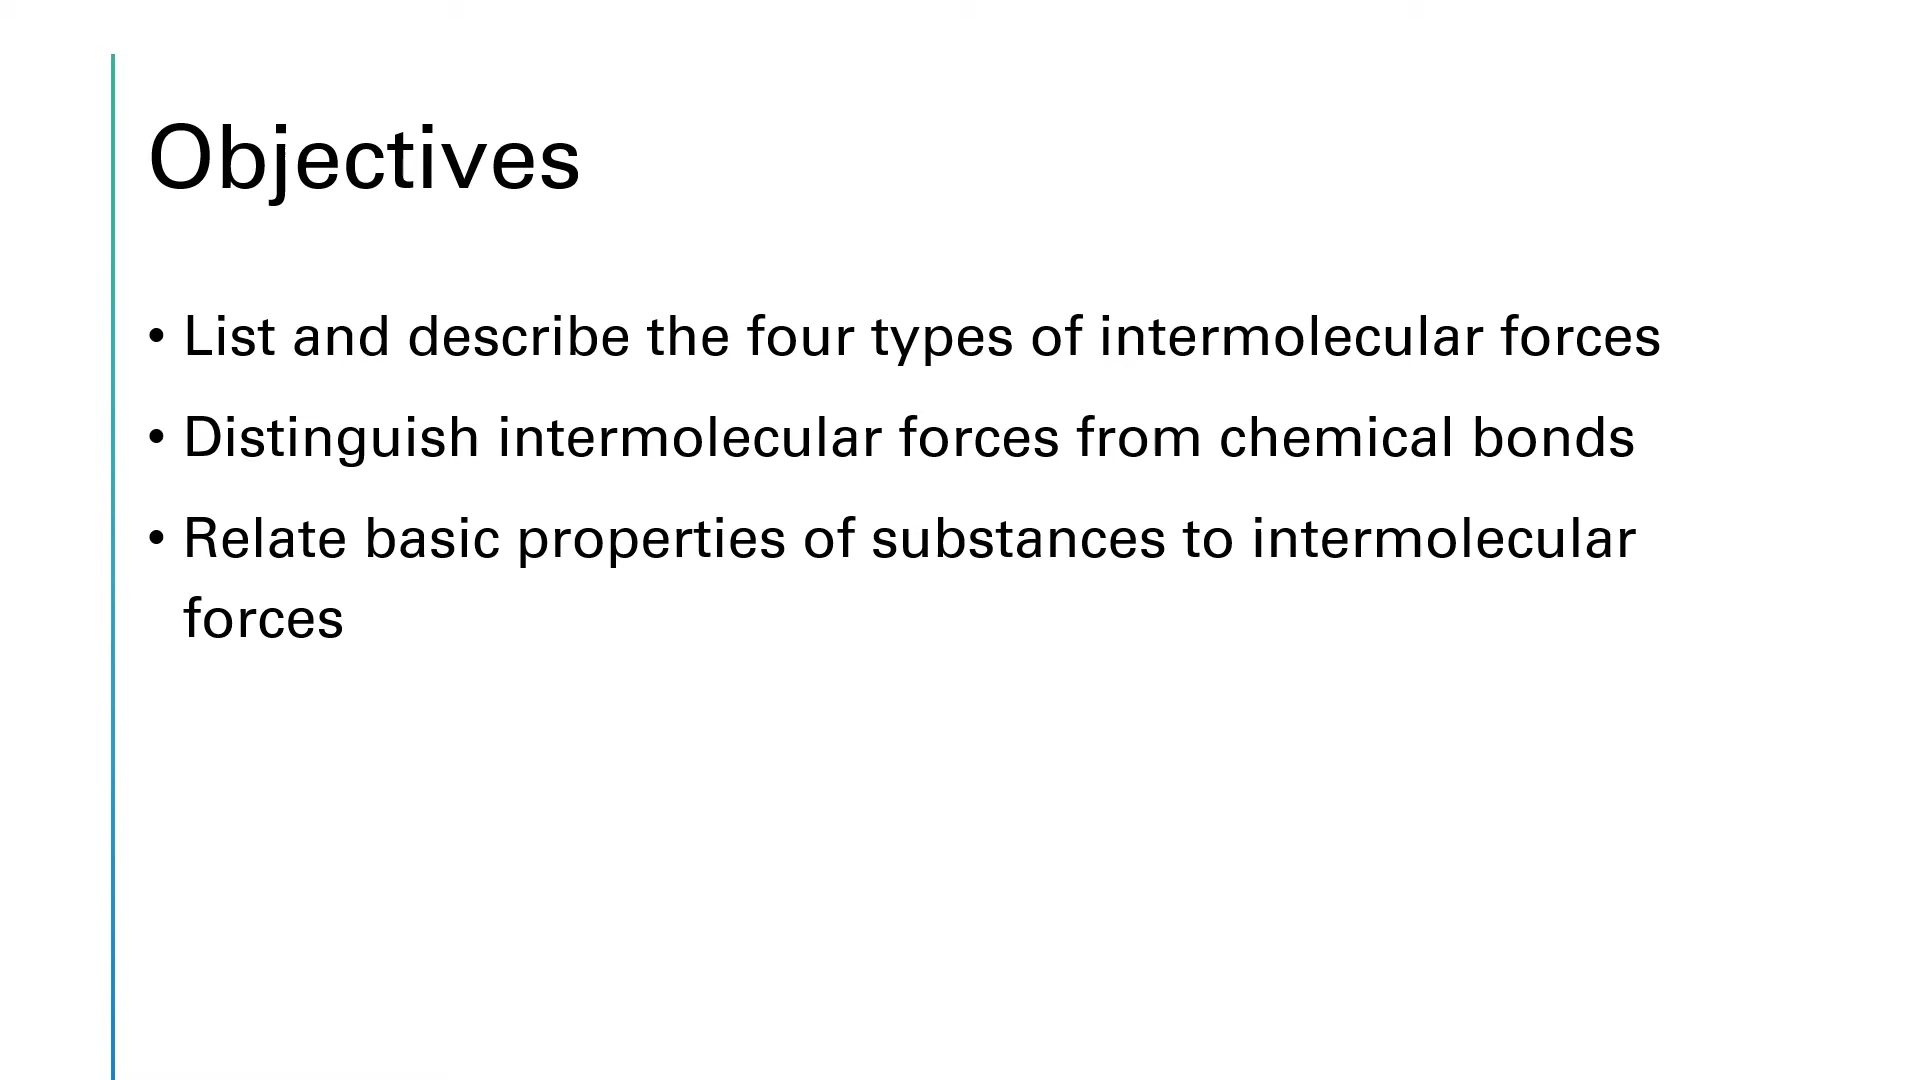 Objectives
• List and describe the four types of intermolecular forces
• Distinguish intermolecular forces from chemical bonds
• Relate basic properties of substances to intermolecular
forces